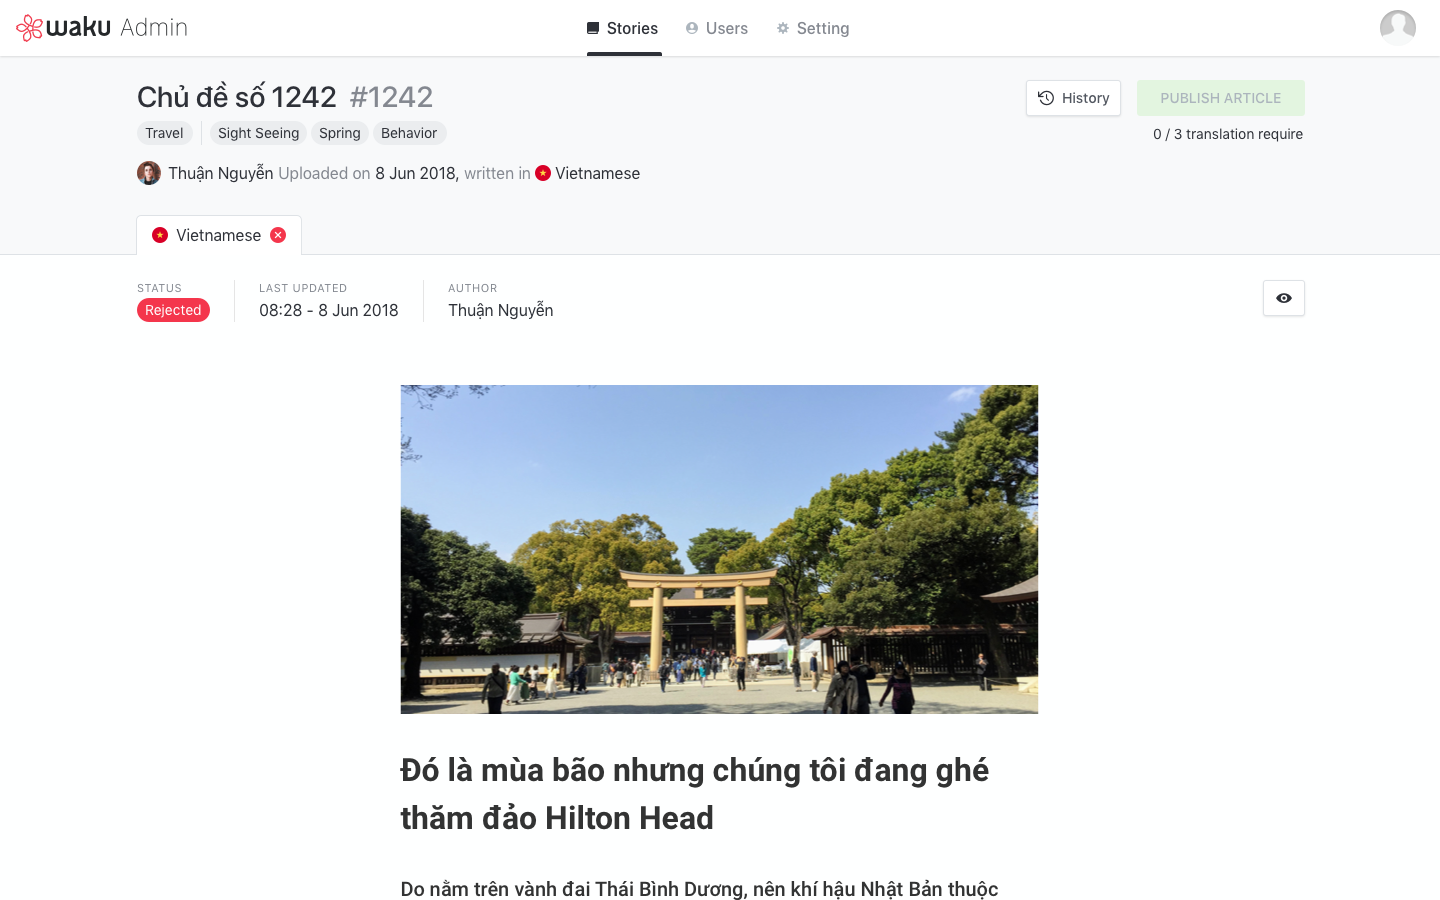 waku Admin
Stories
Users
Setting
Chủ đề số 1242 #1242
History
PUBLISH ARTICLE
Travel
Sight Seeing
Spring
Behavior
0 / 3 translation require
Thuận Nguyễn Uploaded on 8 Jun 2018, written in Vietnamese
Vietnamese
STATUS
LAST UPDATED
AUTHOR
Rejected
08:28 - 8 Jun 2018
Thuận Nguyễn
Đó là mùa bão nhưng chúng tôi đang ghé
thăm đảo Hilton Head
Do nằm trên vành đai Thái Bình Dương, nên khí hậu Nhật Bản thuộc